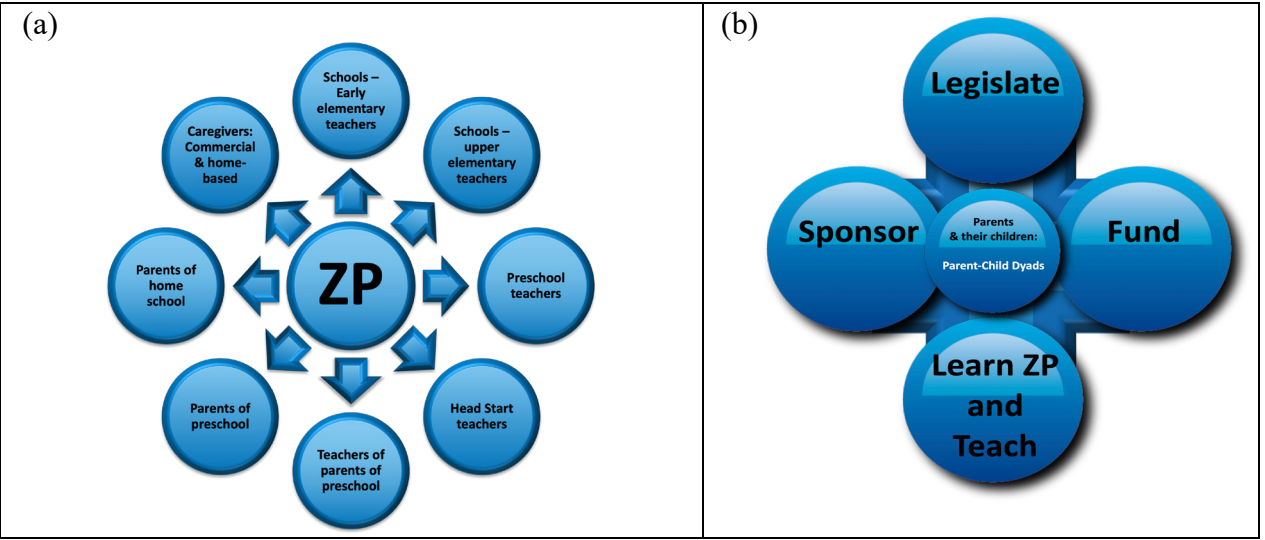 (a)
Schools –
Early
elementary
teachers
Schools –
upper
elementary
teachers
Preschool
teachers
Head Start
teachers
Teachers of
parents of
preschool
Parents of
preschool
Parents of
home
school
Caregivers:
Commercial
& home-
based
ZP
(b)
Legislate
Sponsor
Parents
& their children:
Parent-Child Dyads
Fund
Learn ZP
and
Teach